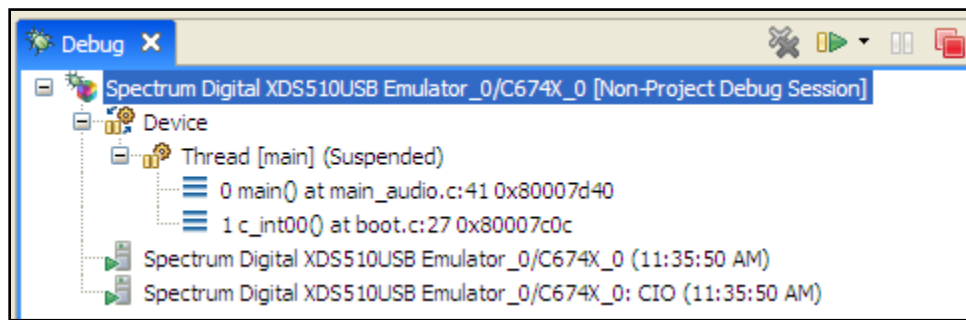 Debug
Spectrum Digital XDS510USB Emulator_0/C674X_0 [Non-Project Debug Session]
Device
Thread [main] (Suspended)
0 main() at main_audio.c:41 0x80007d40
1 c_int00() at boot.c:27 0x80007c0c
Spectrum Digital XDS510USB Emulator_0/C674X_0 (11:35:50 AM)
Spectrum Digital XDS510USB Emulator_0/C674X_0: CIO (11:35:50 AM)